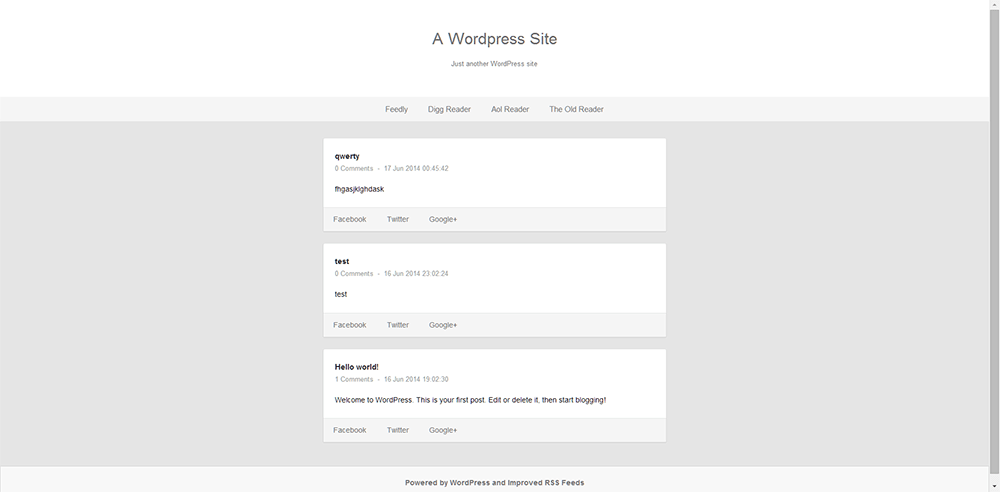 A Wordpress Site
Just another WordPress site
Feedly Digg Reader Aol Reader The Old Reader
qwerty
0 Comments - 17 Jun 2014 00:45:42
fhgasjklghdask
Facebook Twitter Google+
test
0 Comments - 16 Jun 2014 23:02:24
test
Facebook Twitter Google+
Hello world!
1 Comments - 16 Jun 2014 19:02:30
Welcome to WordPress. This is your first post. Edit or delete it, then start blogging!
Facebook Twitter Google+
Powered by WordPress and Improved RSS Feeds